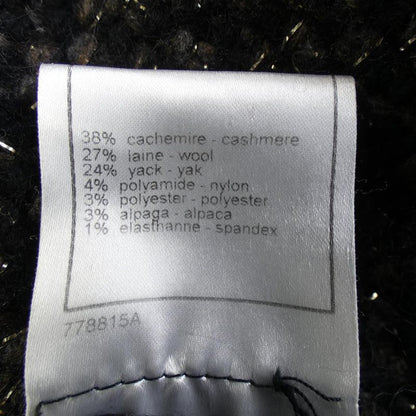 38% cachemire - cashmere
27% laine - wool
24% yack - yak
4% polyamide - nylon
3% polyester - polyester
3% alpaga - alpaca
1% elasthanne - spandex
778815A